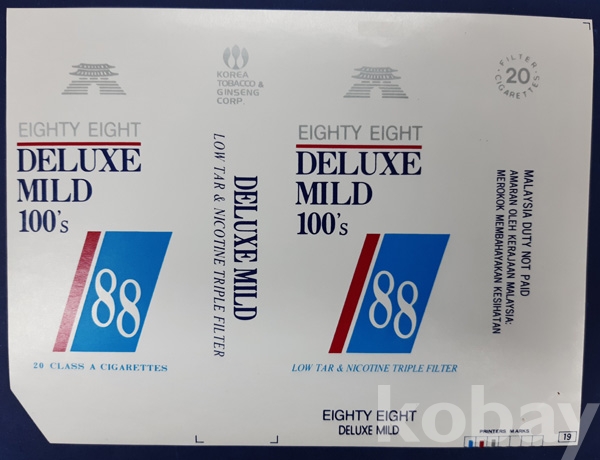 EIGHTY EIGHT
DELUXE
MILD
100's
88
20 CLASS A CIGARETTES
KOREA
TOBACCO &
GINSENG
CORP.
DELUXE MILD
LOW TAR & NICOTINE TRIPLE FILTER
EIGHTY EIGHT
DELUXE
MILD
100's
88
LOW TAR & NICOTINE TRIPLE FILTER
EIGHTY EIGHT
DELUXE MILD
FILTER
20
CIGARETTES
MALAYSIA DUTY NOT PAID
AMARAN OLEH KERAJAAN MALAYSIA:
MEROKOK MEMBAHAYAKAN KESIHATAN
PRINTERS MARKS
19
kobay